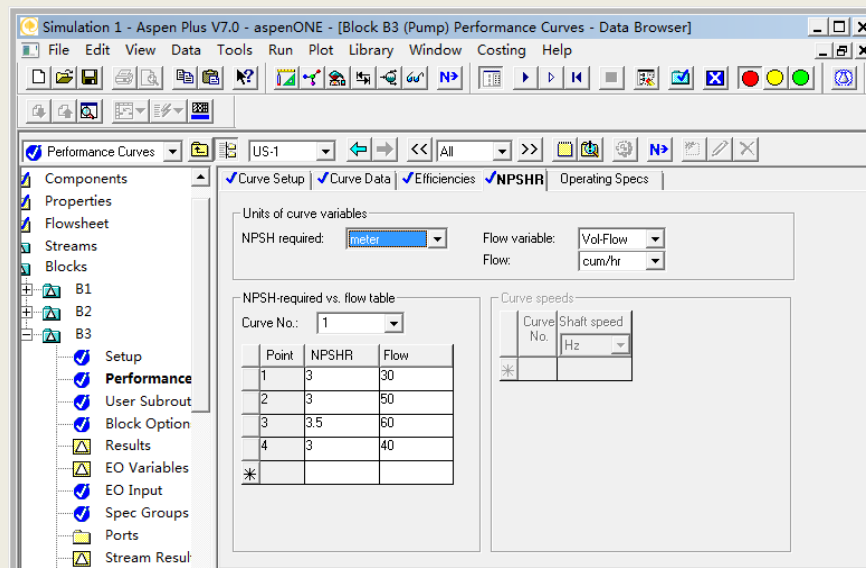 Simulation 1 - Aspen Plus V7.0 - aspenONE - [Block B3 (Pump) Performance Curves - Data Browser]
File Edit View Data Tools Run Plot Library Window Costing Help
Performance Curves US-1 All N>
Components
Properties
Flowsheet
Streams
Blocks
B1
B2
B3
Setup
Performance
User Subrout
Block Option
Results
EO Variables
EO Input
Spec Groups
Ports
Stream Resul
Curve Setup Curve Data Efficiencies NPSHR Operating Specs
Units of curve variables
NPSH required: meter Flow variable: Vol-Flow
Flow: cum/hr
NPSH-required vs. flow table
Curve No.: 1
Point NPSHR Flow
1 3 30
2 3 50
3 3.5 60
4 3 40
Curve speeds
Curve No. Shaft speed
Hz